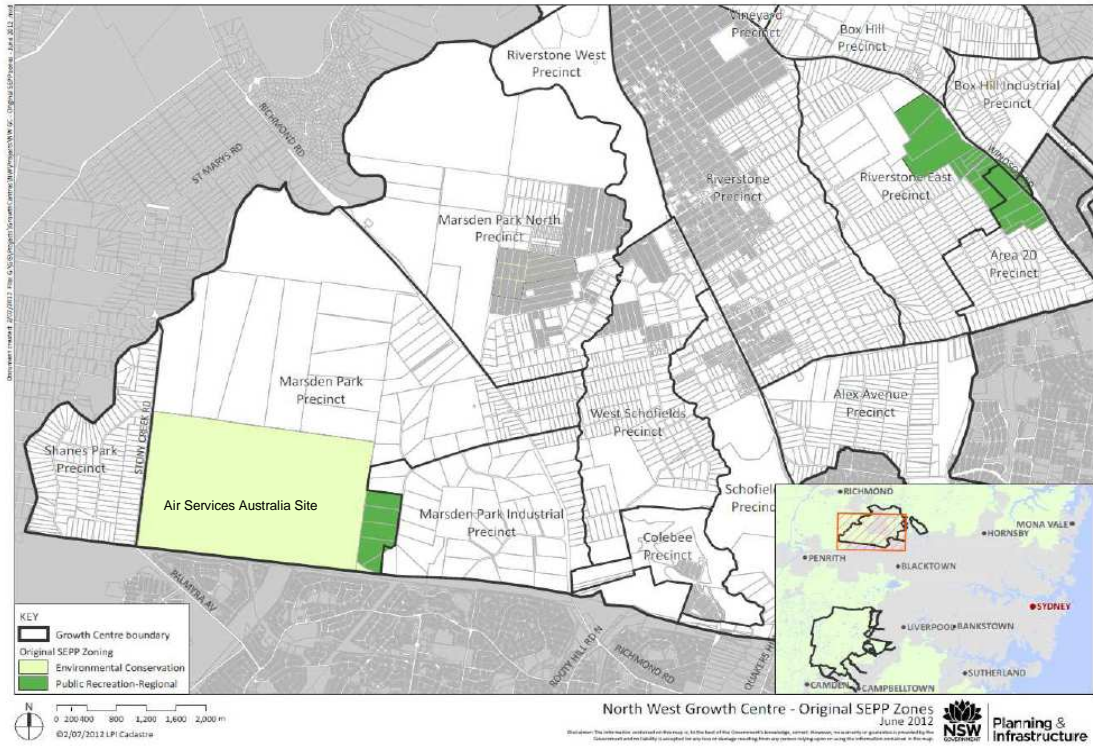 Vineyard
Precinct
Box Hill
Precinct
Riverstone West
Precinct
Box Hill Industrial
Precinct
RICHMOND RD
ST MARYS RD
Riverstone
Precinct
Riverstone East
Precinct
Marsden Park North
Precinct
Area 20
Precinct
Marsden Park
Precinct
STONY CREEK RD
West Schofields
Precinct
Alex Avenue
Precinct
Shanes Park
Precinct
Air Services Australia Site
Marsden Park Industrial
Precinct
Colebee
Precinct
PALMYRA AV
ROOTY HILL RD N
RICHMOND RD
KEY
Growth Centre boundary
Original SEPP Zoning
Environmental Conservation
Public Recreation-Regional
RICHMOND
MONA VALE
HORNSBY
PENRITH
BLACKTOWN
SYDNEY
LIVERPOOL
BANKSTOWN
SUTHERLAND
CAMDEN
CAMPBELLTOWN
N
0 200 400 800 1,200 1,600 2,000 m
©2/07/2012 LPI Cadastre
North West Growth Centre - Original SEPP Zones
June 2012
NSW
GOVERNMENT
Planning &
Infrastructure